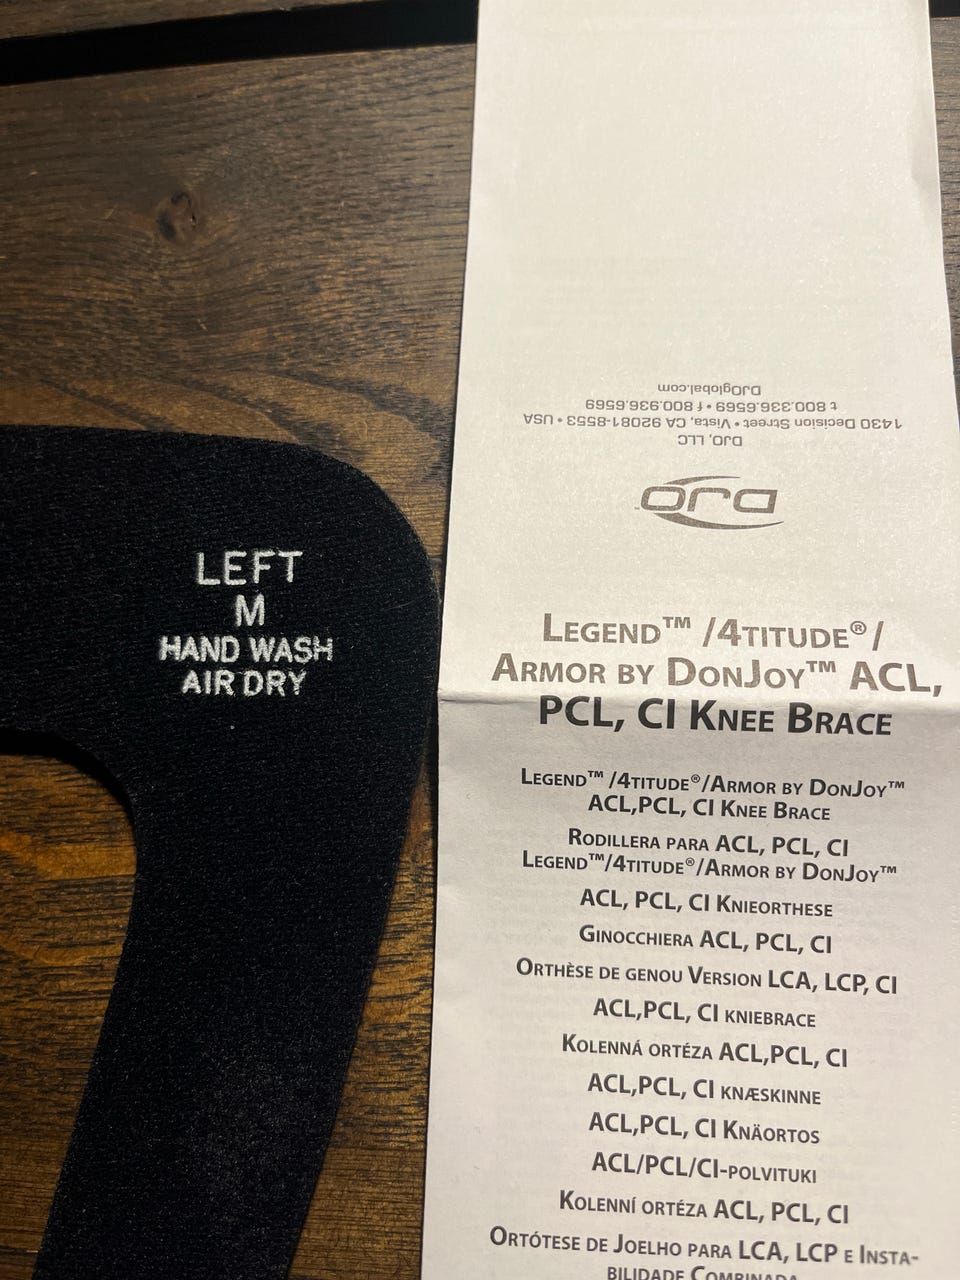 LEFT
M
HAND WASH
AIR DRY
DJO, LLC
1430 Decision Street • Vista, CA 92081-8553 • USA
t 800.336.6569 • f 800.936.6569
DJOglobal.com
DJO
LEGEND™ /4TITUDE® /
ARMOR BY DONJOY™ ACL,
PCL, CI KNEE BRACE
LEGEND™ /4TITUDE®/ARMOR BY DONJOY™
ACL,PCL, CI KNEE BRACE
RODILLERA PARA ACL, PCL, CI
LEGEND™/4TITUDE®/ARMOR BY DONJOY™
ACL, PCL, CI KNIEORTHESE
GINOCCHIERA ACL, PCL, CI
ORTHÈSE DE GENOU VERSION LCA, LCP, CI
ACL,PCL, CI KNIEBRACE
KOLENNÁ ORTÉZA ACL,PCL, CI
ACL,PCL, CI KNÆSKINNE
ACL,PCL, CI KNÄORTOS
ACL/PCL/CI-POLVITUKI
KOLENNÍ ORTÉZA ACL, PCL, CI
ORTÓTESE DE JOELHO PARA LCA, LCP E INSTA-
BILIDADE COMBINADA